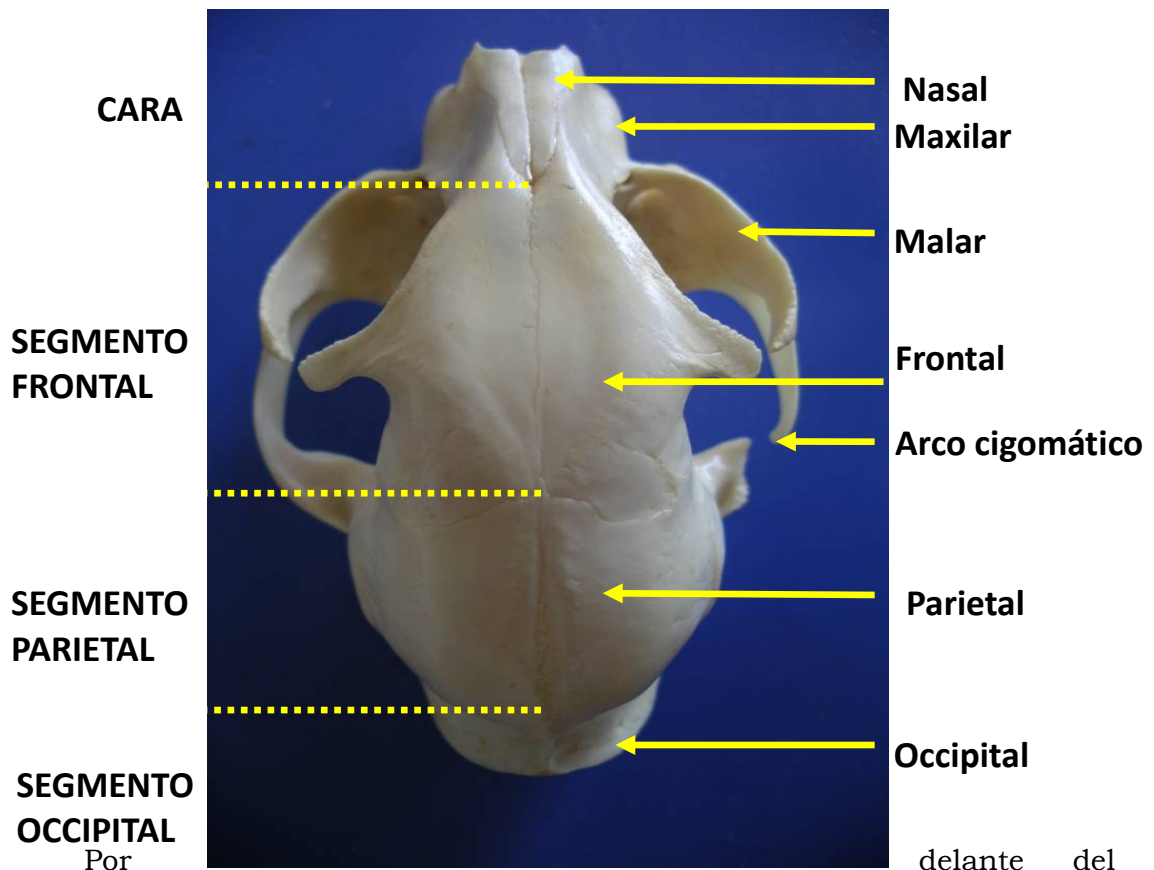 CARA
Nasal
Maxilar
Malar
SEGMENTO
FRONTAL
Frontal
Arco cigomático
SEGMENTO
PARIETAL
Parietal
Occipital
SEGMENTO
OCCIPITAL
Por delante del